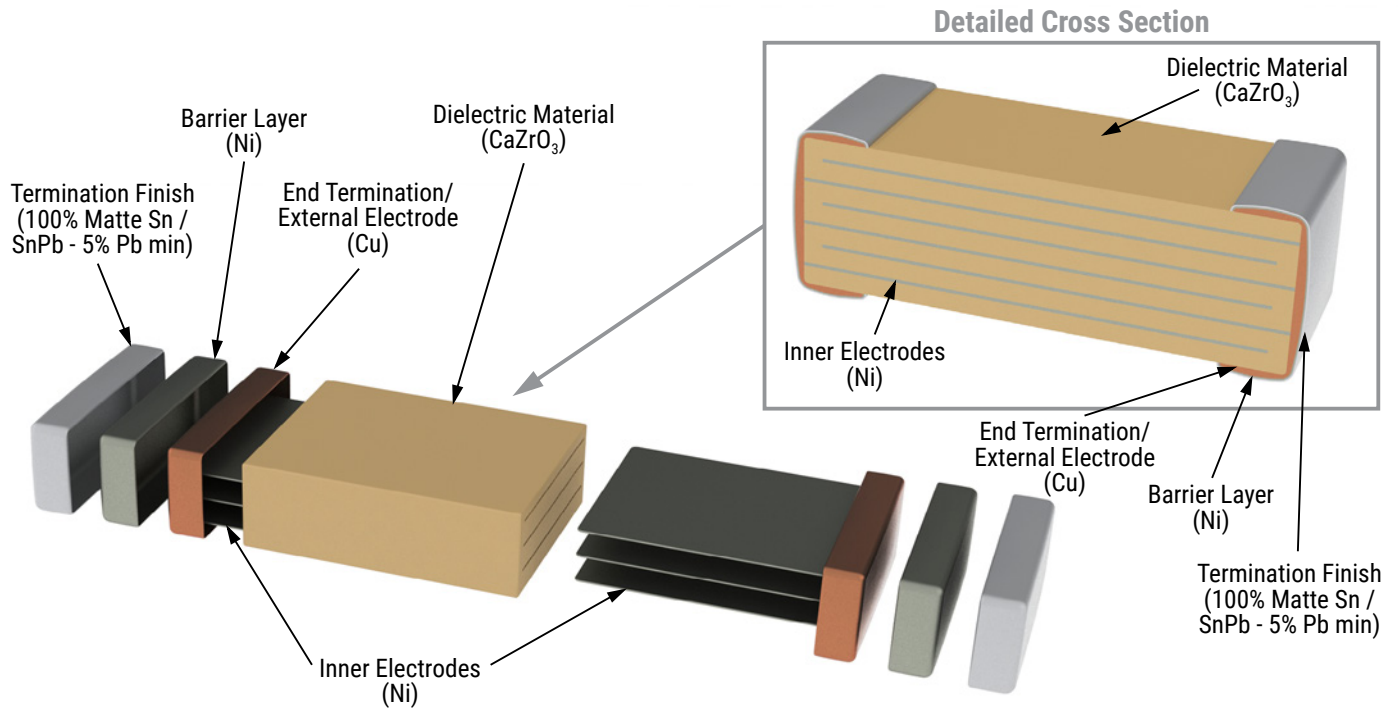 Detailed Cross Section
Dielectric Material
(CaZrO₃)
Inner Electrodes
(Ni)
End Termination/
External Electrode
(Cu)
Barrier Layer
(Ni)
Termination Finish
(100% Matte Sn /
SnPb - 5% Pb min)
Termination Finish
(100% Matte Sn /
SnPb - 5% Pb min)
Barrier Layer
(Ni)
End Termination/
External Electrode
(Cu)
Dielectric Material
(CaZrO₃)
Inner Electrodes
(Ni)